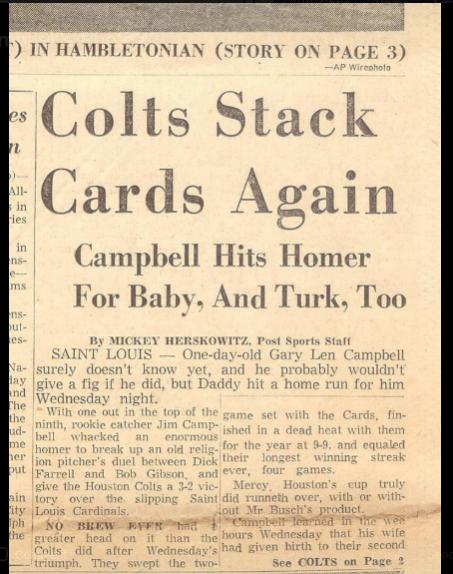 ) IN HAMBLETONIAN (STORY ON PAGE 3)
—AP Wirephoto
Colts Stack
Cards Again
Campbell Hits Homer
For Baby, And Turk, Too
By MICKEY HERSKOWITZ, Post Sports Staff
SAINT LOUIS — One-day-old Gary Len Campbell
surely doesn't know yet, and he probably wouldn't
give a fig if he did, but Daddy hit a home run for him
Wednesday night.
With one out in the top of the
ninth, rookie catcher Jim Camp-
bell whacked an enormous
homer to break up an old relig-
ion pitcher's duel between Dick
Farrell and Bob Gibson, and
give the Houston Colts a 3-2 vic-
tory over the slipping Saint
Louis Cardinals.
NO BREW EVER had a
greater head on it than the
Colts did after Wednesday's
triumph. They swept the two-
game set with the Cards, fin-
ished in a dead heat with them
for the year at 9-9, and equaled
their longest winning streak
ever, four games.
Mercy, Houston's cup truly
did runneth over, with or with-
out Mr. Busch's product.
Campbell learned in the wee
hours Wednesday that his wife
had given birth to their second
See COLTS on Page 2